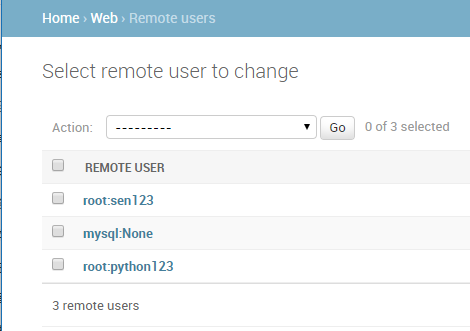 Home › Web › Remote users
Select remote user to change
Action: --------- Go 0 of 3 selected
REMOTE USER
root:sen123
mysql:None
root:python123
3 remote users